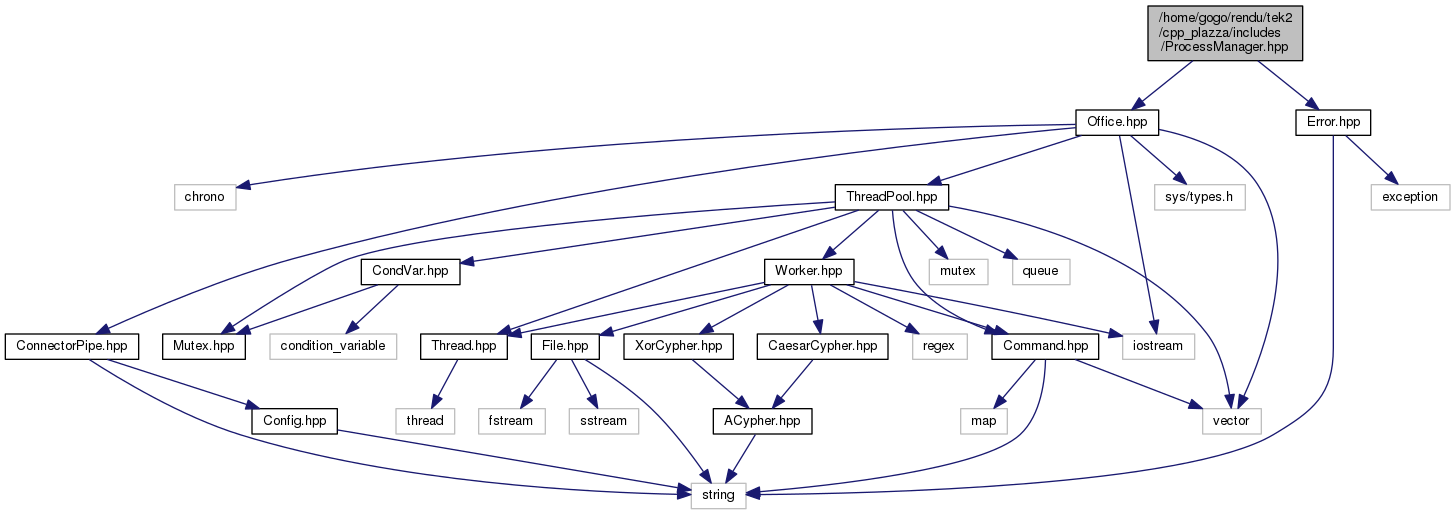 /home/gogo/rendu/tek2
/cpp_plazza/includes
/ProcessManager.hpp
Office.hpp
Error.hpp
chrono
ThreadPool.hpp
sys/types.h
exception
CondVar.hpp
Worker.hpp
mutex
queue
ConnectorPipe.hpp
Mutex.hpp
condition_variable
Thread.hpp
File.hpp
XorCypher.hpp
CaesarCypher.hpp
regex
Command.hpp
iostream
Config.hpp
thread
fstream
sstream
ACypher.hpp
map
vector
string